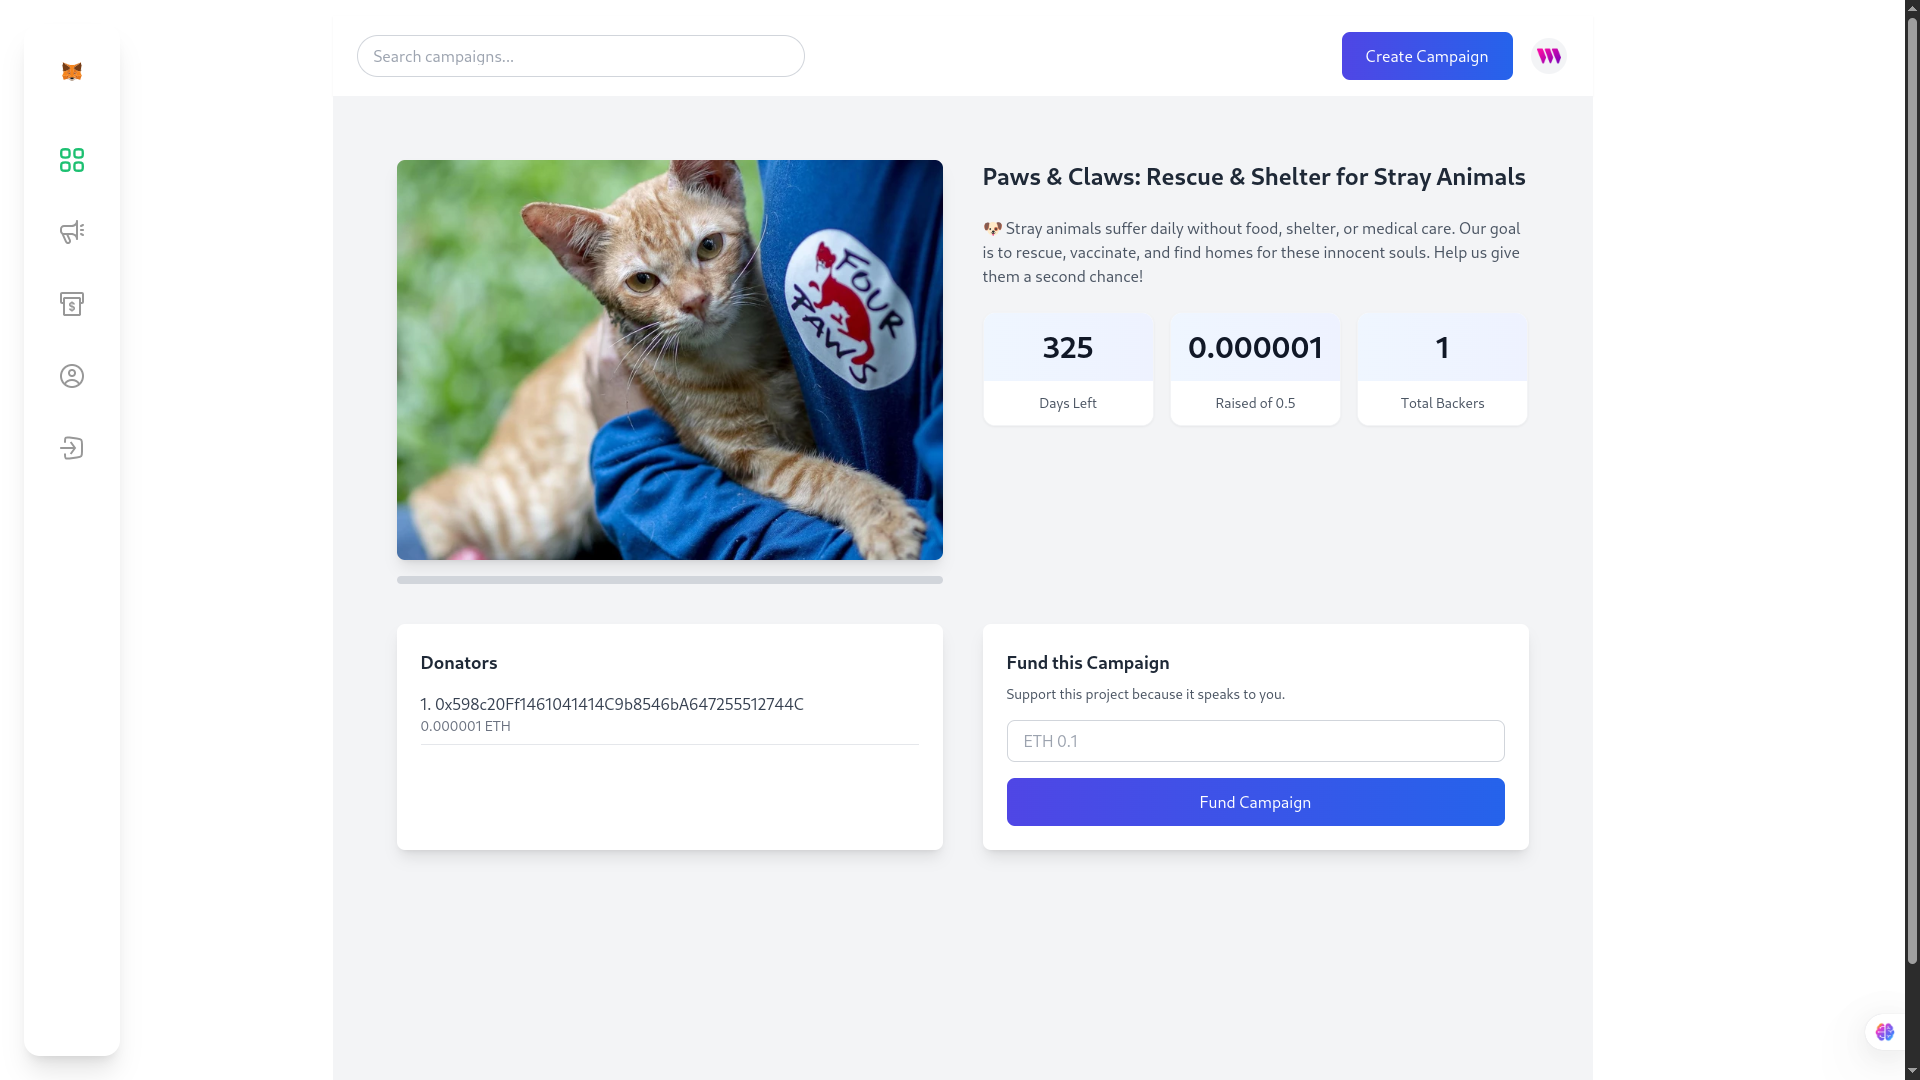 Search campaigns...
Create Campaign
FOUR
PAWS
Paws & Claws: Rescue & Shelter for Stray Animals
🐶 Stray animals suffer daily without food, shelter, or medical care. Our goal
is to rescue, vaccinate, and find homes for these innocent souls. Help us give
them a second chance!
325
Days Left
0.000001
Raised of 0.5
1
Total Backers
Donators
1. 0x598c20Ff1461041414C9b8546bA647255512744C
0.000001 ETH
Fund this Campaign
Support this project because it speaks to you.
ETH 0.1
Fund Campaign